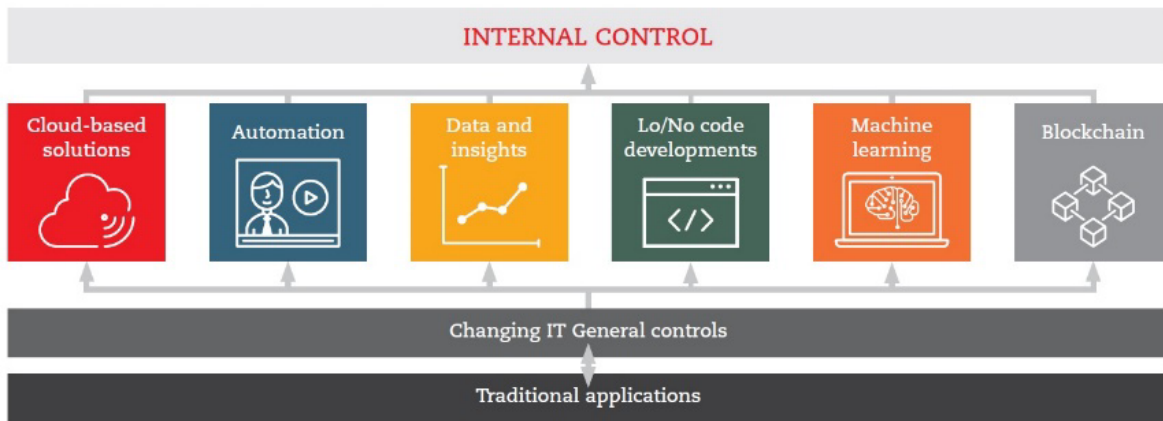 INTERNAL CONTROL
Cloud-based
solutions
Automation
Data and
insights
Lo/No code
developments
Machine
learning
Blockchain
</>
Changing IT General controls
Traditional applications